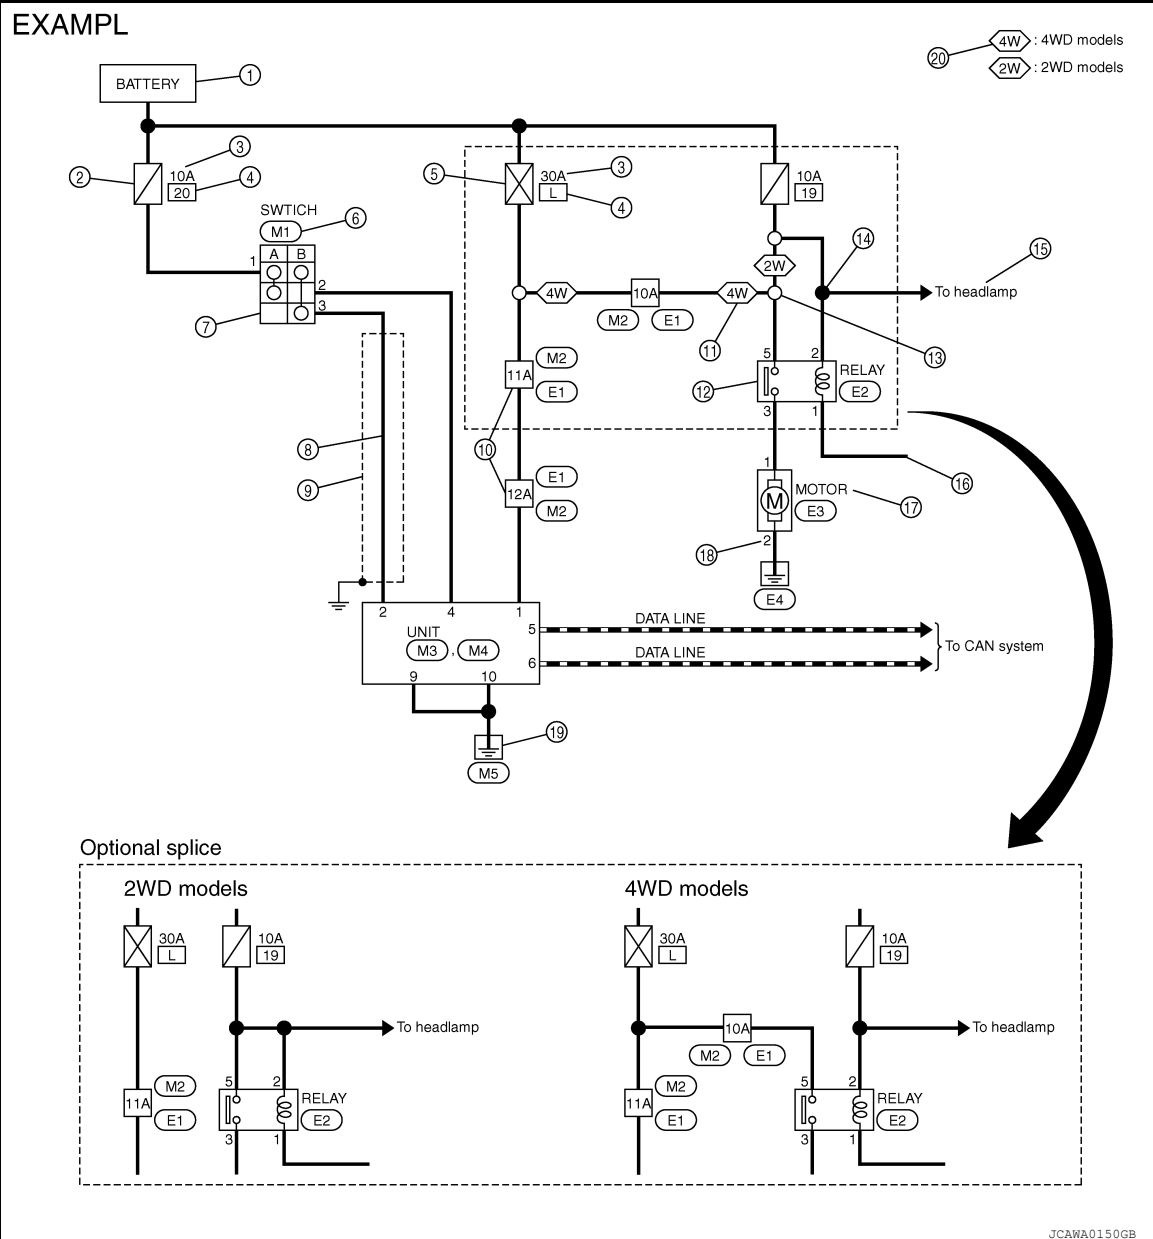 EXAMPL
4W : 4WD models
20
2W : 2WD models
BATTERY
1
3
2
10A
20
4
5
30A
L
3
4
10A
19
SWTICH
M1
6
A B
1
2
3
7
14
15
2W
4W
10A
4W
To headlamp
M2
E1
11
13
5
2
M2
11A
E1
12
RELAY
E2
3
1
8
10
9
E1
12A
M2
1
16
M
MOTOR
E3
17
18
2
E4
2
4
1
UNIT
M3 , M4
5
DATA LINE
6
DATA LINE
To CAN system
9
10
19
M5
Optional splice
2WD models
30A
L
10A
19
To headlamp
M2
11A
E1
5
2
RELAY
E2
3
1
4WD models
30A
L
10A
19
10A
To headlamp
M2
E1
M2
11A
E1
5
2
RELAY
E2
3
1
JCAWA0150GB